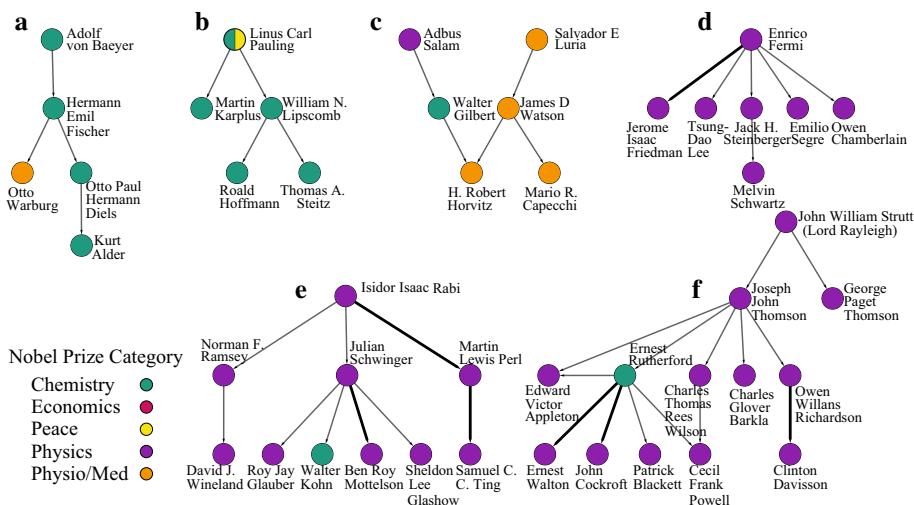 a
Adolf
von Baeyer
Hermann
Emil
Fischer
Otto
Warburg
Otto Paul
Hermann
Diels
Kurt
Alder
b
Linus Carl
Pauling
Martin
Karplus
William N.
Lipscomb
Roald
Hoffmann
Thomas A.
Steitz
c
Adbus
Salam
Salvador E
Luria
Walter
Gilbert
James D
Watson
H. Robert
Horvitz
Mario R.
Capecchi
d
Enrico
Fermi
Jerome
Isaac
Friedman
Tsung-
Dao
Lee
Jack H.
Steinberger
Emilio
Segre
Owen
Chamberlain
Melvin
Schwartz
e
Isidor Isaac Rabi
Norman F.
Ramsey
Julian
Schwinger
Martin
Lewis Perl
David J.
Wineland
Roy Jay
Glauber
Walter
Kohn
Ben Roy
Mottelson
Sheldon
Lee
Glashow
Samuel C.
C. Ting
f
John William Strutt
(Lord Rayleigh)
Joseph
John
Thomson
George
Paget
Thomson
Ernest
Rutherford
Edward
Victor
Appleton
Charles
Thomas
Rees
Wilson
Charles
Glover
Barkla
Owen
Willans
Richardson
Ernest
Walton
John
Cockroft
Patrick
Blackett
Cecil
Frank
Powell
Clinton
Davisson
Nobel Prize Category
Chemistry
Economics
Peace
Physics
Physio/Med